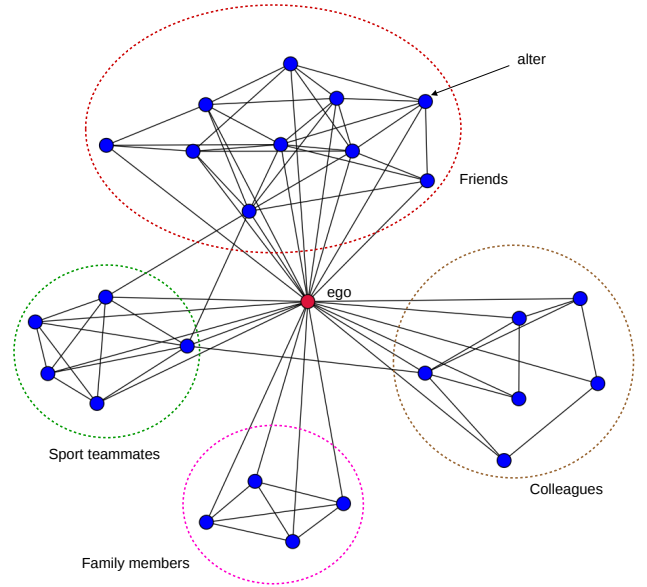 alter
Friends
ego
Sport teammates
Colleagues
Family members